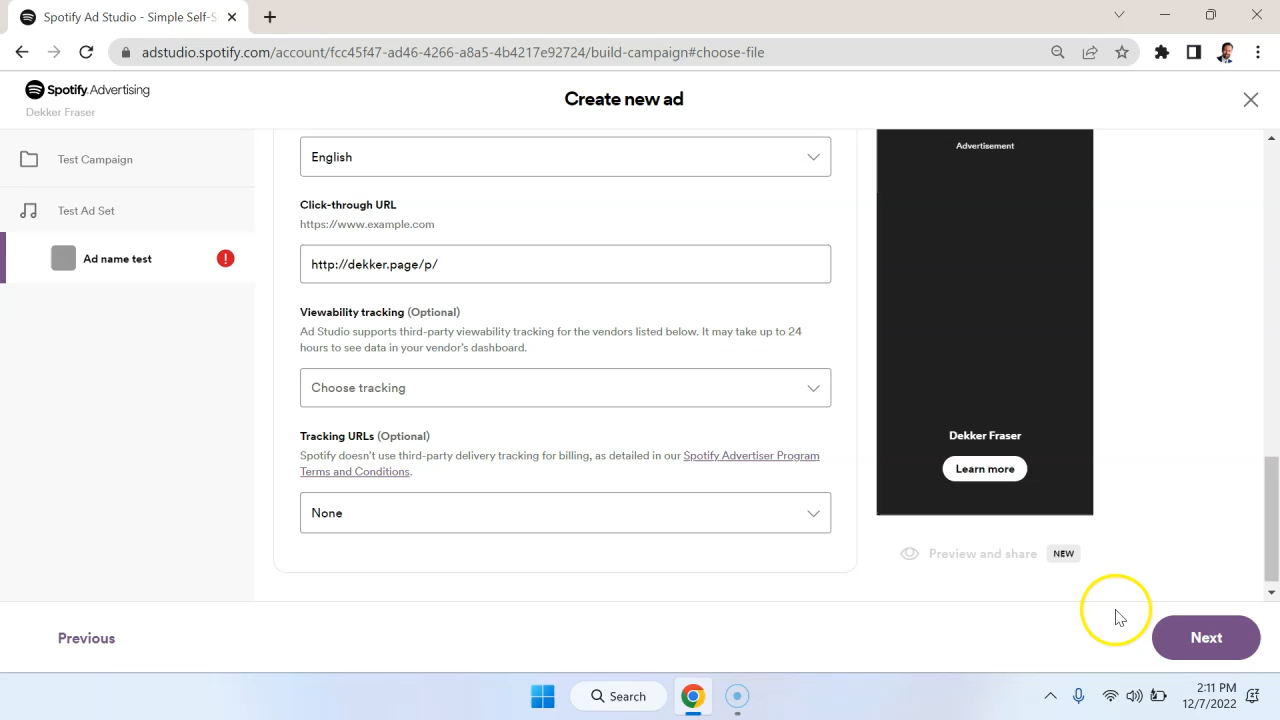 Spotify Ad Studio - Simple Self-S
adstudio.spotify.com/account/fcc45f47-ad46-4266-a8a5-4b4217e92724/build-campaign#choose-file
Spotify Advertising
Dekker Fraser
Create new ad
Test Campaign
Test Ad Set
Ad name test
English
Click-through URL
https://www.example.com
http://dekker.page/p/
Viewability tracking (Optional)
Ad Studio supports third-party viewability tracking for the vendors listed below. It may take up to 24
hours to see data in your vendor's dashboard.
Choose tracking
Tracking URLs (Optional)
Spotify doesn't use third-party delivery tracking for billing, as detailed in our Spotify Advertiser Program
Terms and Conditions.
None
Advertisement
Dekker Fraser
Learn more
Preview and share NEW
Previous
Next
Search
2:11 PM
12/7/2022